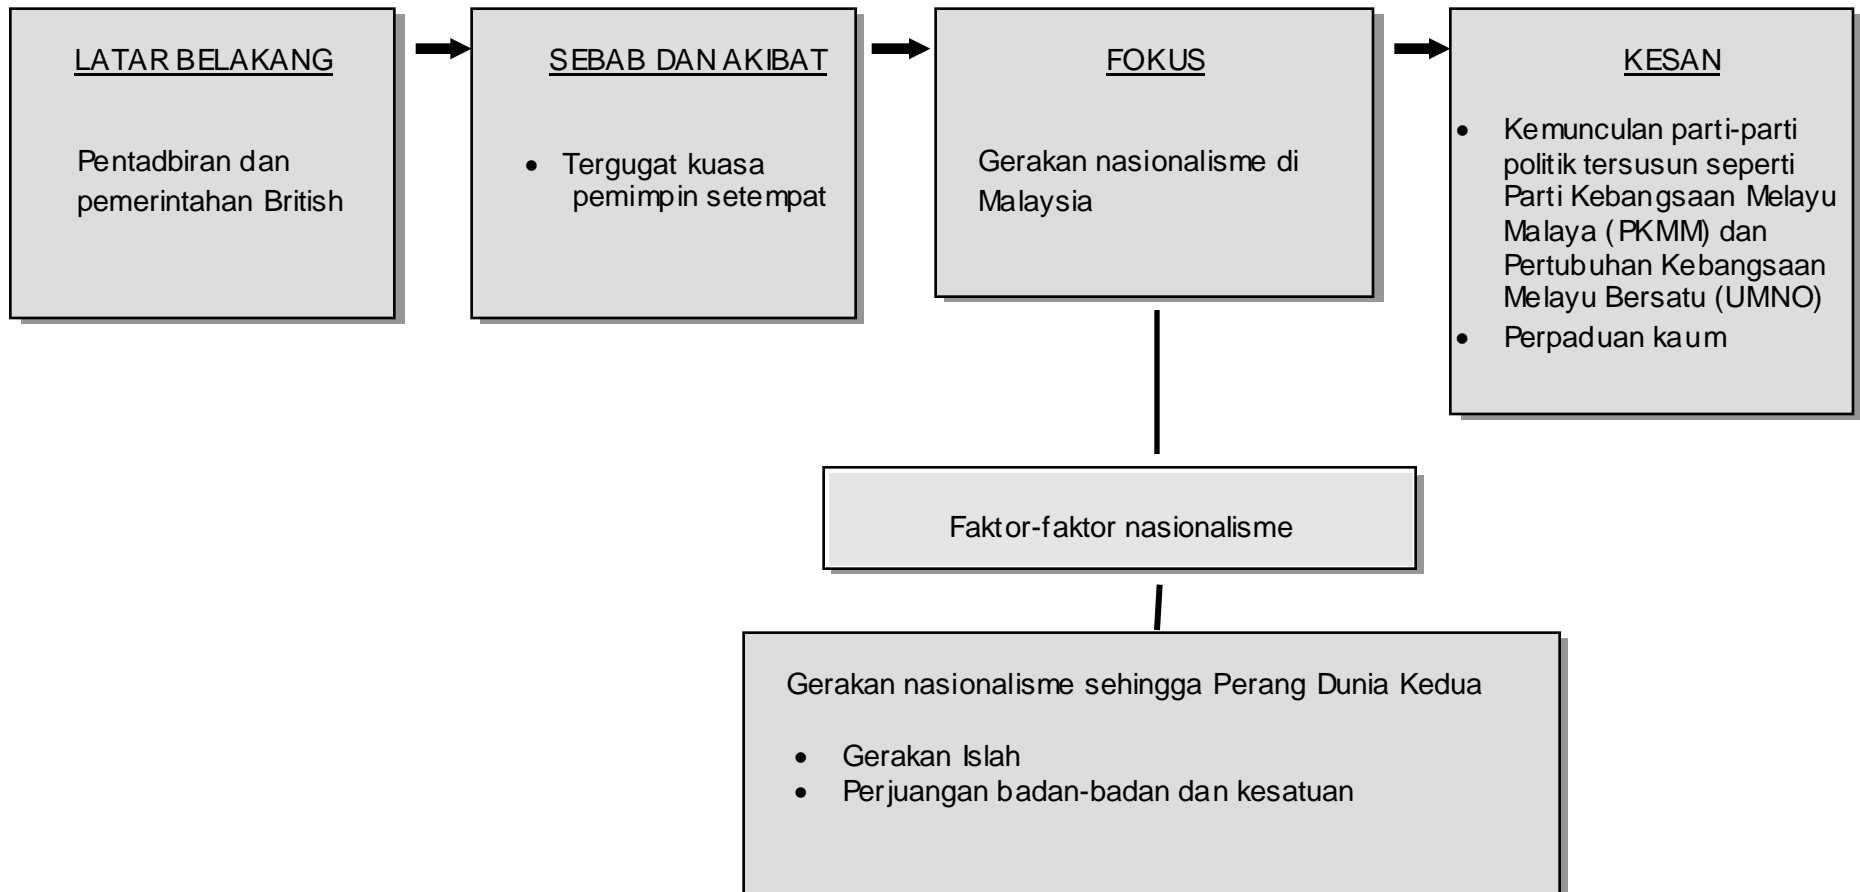 LATAR BELAKANG
Pentadbiran dan
pemerintahan British
SEBAB DAN AKIBAT
• Tergugat kuasa
pemimpin setempat
FOKUS
Gerakan nasionalisme di
Malaysia
KESAN
• Kemunculan parti-parti
politik tersusun seperti
Parti Kebangsaan Melayu
Malaya (PKMM) dan
Pertubuhan Kebangsaan
Melayu Bersatu (UMNO)
• Perpaduan kaum
Faktor-faktor nasionalisme
Gerakan nasionalisme sehingga Perang Dunia Kedua
• Gerakan Islah
• Perjuangan badan-badan dan kesatuan